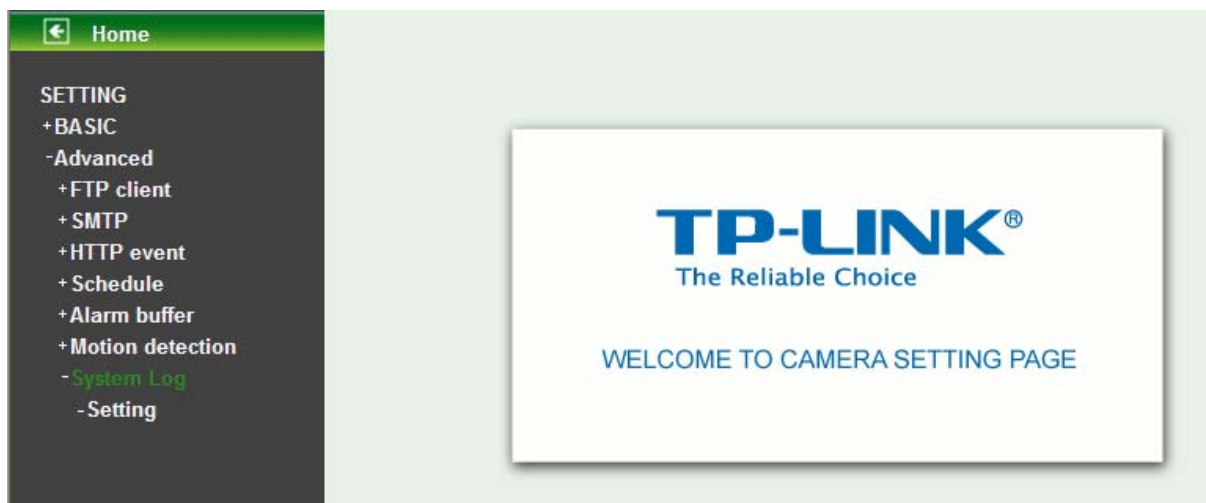 Home
SETTING
+BASIC
-Advanced
+FTP client
+SMTP
+HTTP event
+Schedule
+Alarm buffer
+Motion detection
-System Log
-Setting
TP-LINK®
The Reliable Choice
WELCOME TO CAMERA SETTING PAGE